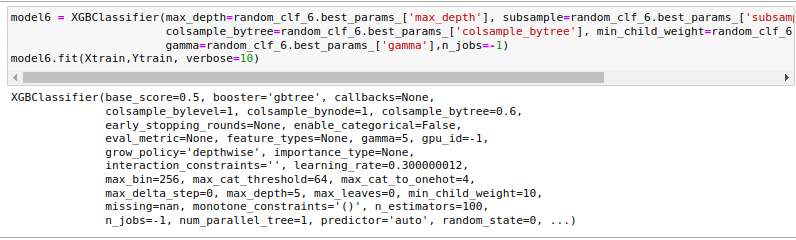 model6 = XGBClassifier(max_depth=random_clf_6.best_params_['max_depth'], subsample=random_clf_6.best_params_['subsam
colsample_bytree=random_clf_6.best_params_['colsample_bytree'], min_child_weight=random_clf_6
gamma=random_clf_6.best_params_['gamma'],n_jobs=-1)
model6.fit(Xtrain,Ytrain, verbose=10)
XGBClassifier(base_score=0.5, booster='gbtree', callbacks=None,
colsample_bylevel=1, colsample_bynode=1, colsample_bytree=0.6,
early_stopping_rounds=None, enable_categorical=False,
eval_metric=None, feature_types=None, gamma=5, gpu_id=-1,
grow_policy='depthwise', importance_type=None,
interaction_constraints='', learning_rate=0.300000012,
max_bin=256, max_cat_threshold=64, max_cat_to_onehot=4,
max_delta_step=0, max_depth=5, max_leaves=0, min_child_weight=10,
missing=nan, monotone_constraints='()', n_estimators=100,
n_jobs=-1, num_parallel_tree=1, predictor='auto', random_state=0, ...)